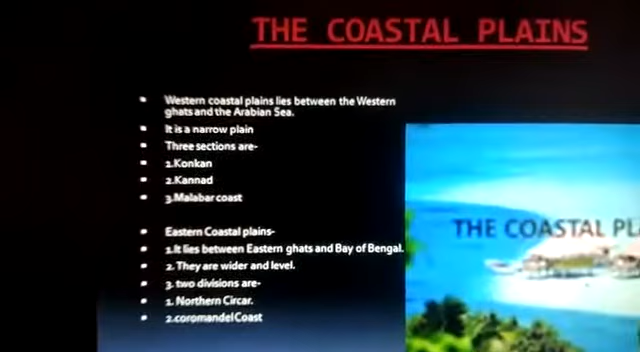 THE COASTAL PLAINS
Western coastal plains lies between the Western
ghats and the Arabian Sea.
It is a narrow plain
Three sections are-
1.Konkan
2.Kannad
3.Malabar coast
Eastern Coastal plains-
1.It lies between Eastern ghats and Bay of Bengal.
2. They are wider and level.
3. two divisions are-
1. Northern Circar.
2.coromandel Coast
THE COASTAL PLA